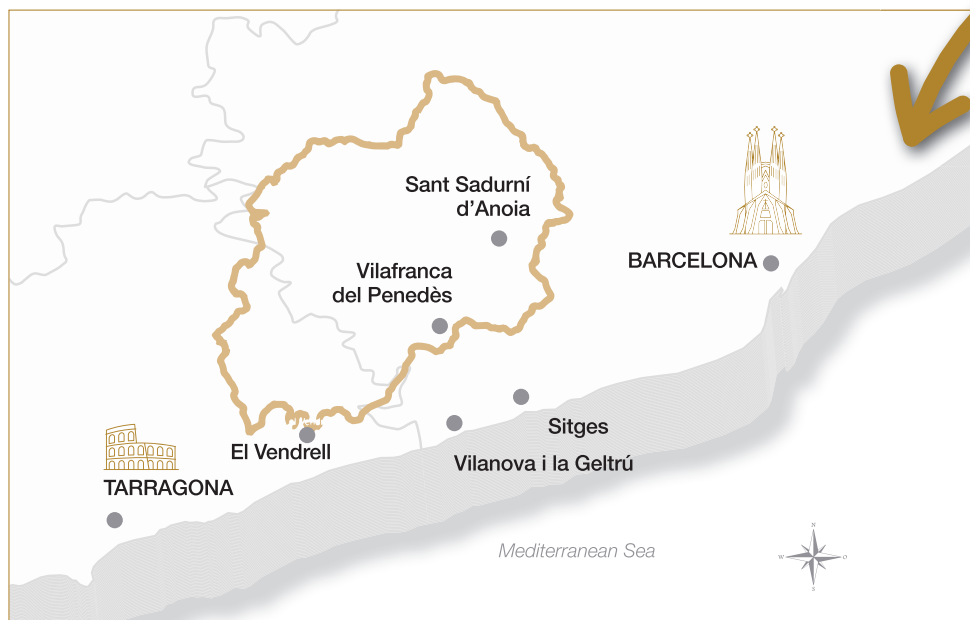 Sant Sadurní
d'Anoia
BARCELONA
Vilafranca
del Penedès
Sitges
El Vendrell
Vilanova i la Geltrú
TARRAGONA
Mediterranean Sea
N
W
O
S